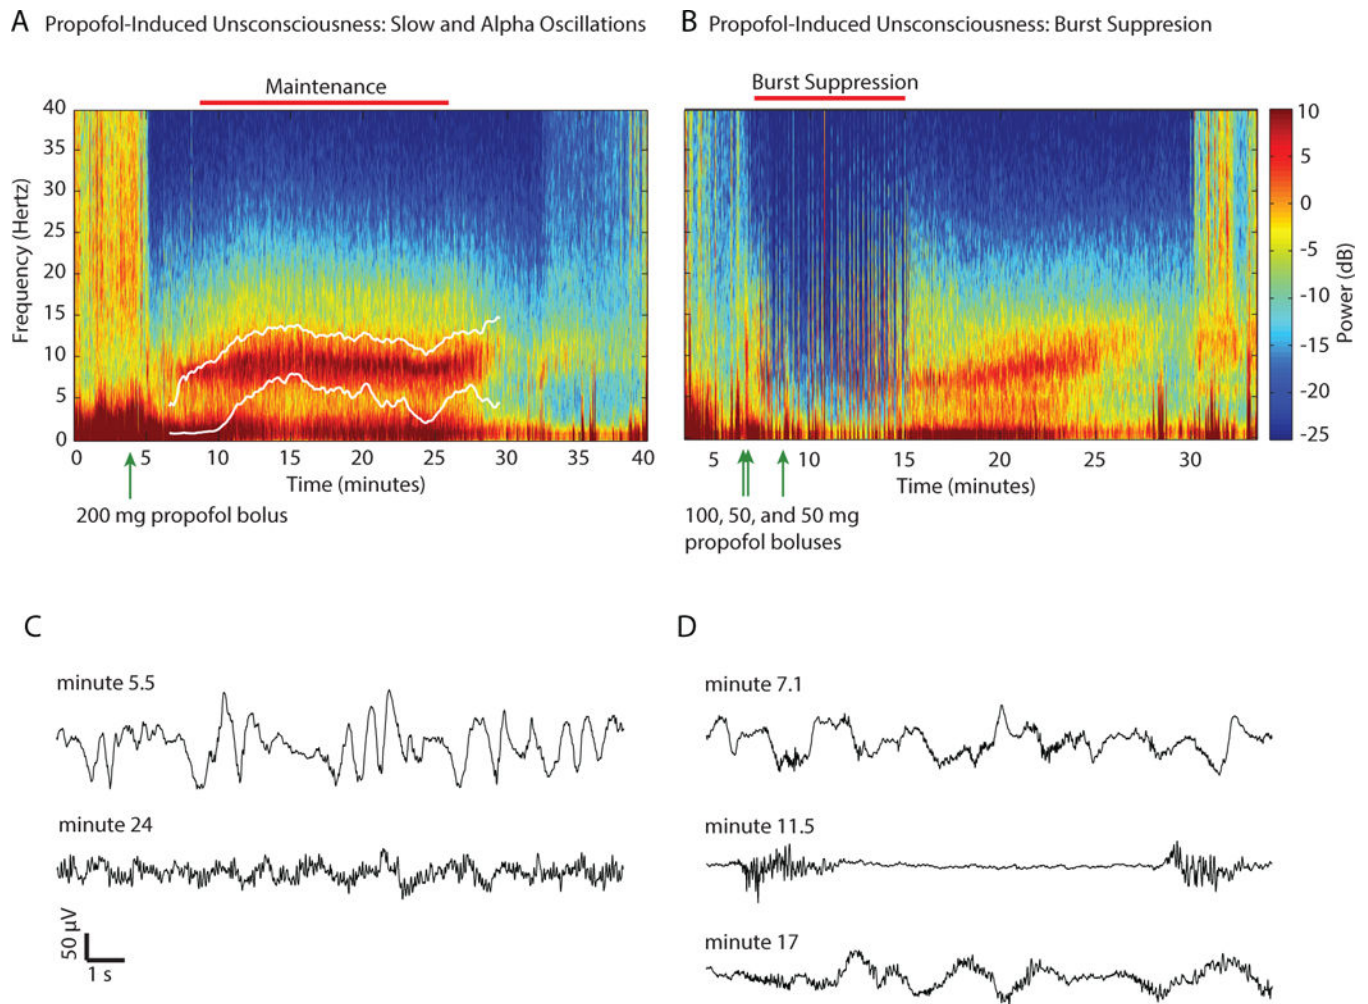 A Propofol-Induced Unsconsciousness: Slow and Alpha Oscillations
Maintenance
40
35
30
25
20
15
10
5
0
Frequency (Hertz)
0 5 10 15 20 25 30 35 40
Time (minutes)
200 mg propofol bolus
B Propofol-Induced Unsconsciousness: Burst Suppresion
Burst Suppression
5 10 15 20 25 30
Time (minutes)
100, 50, and 50 mg
propofol boluses
10
5
0
-5
-10
-15
-20
-25
Power (dB)
C
minute 5.5
minute 24
50 µV
1 s
D
minute 7.1
minute 11.5
minute 17